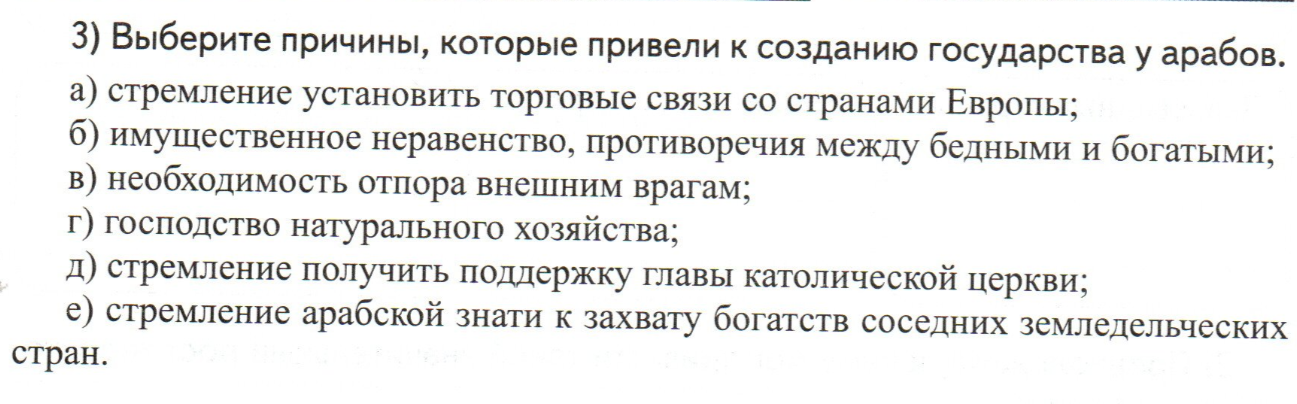 3) Выберите причины, которые привели к созданию государства у арабов.
а) стремление установить торговые связи со странами Европы;
б) имущественное неравенство, противоречия между бедными и богатыми;
в) необходимость отпора внешним врагам;
г) господство натурального хозяйства;
д) стремление получить поддержку главы католической церкви;
е) стремление арабской знати к захвату богатств соседних земледельческих
стран.